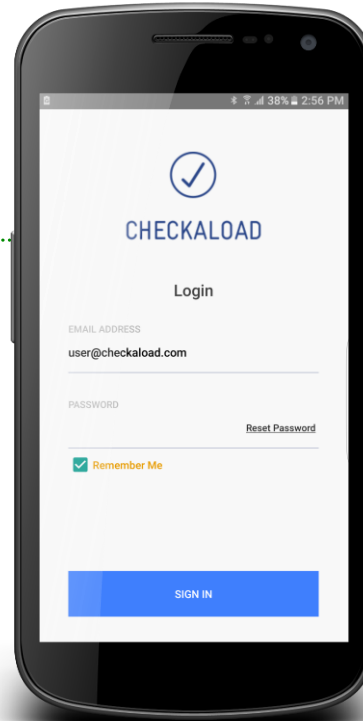 38% 2:56 PM
CHECKALOAD
Login
EMAIL ADDRESS
user@checkaload.com
PASSWORD
Reset Password
Remember Me
SIGN IN